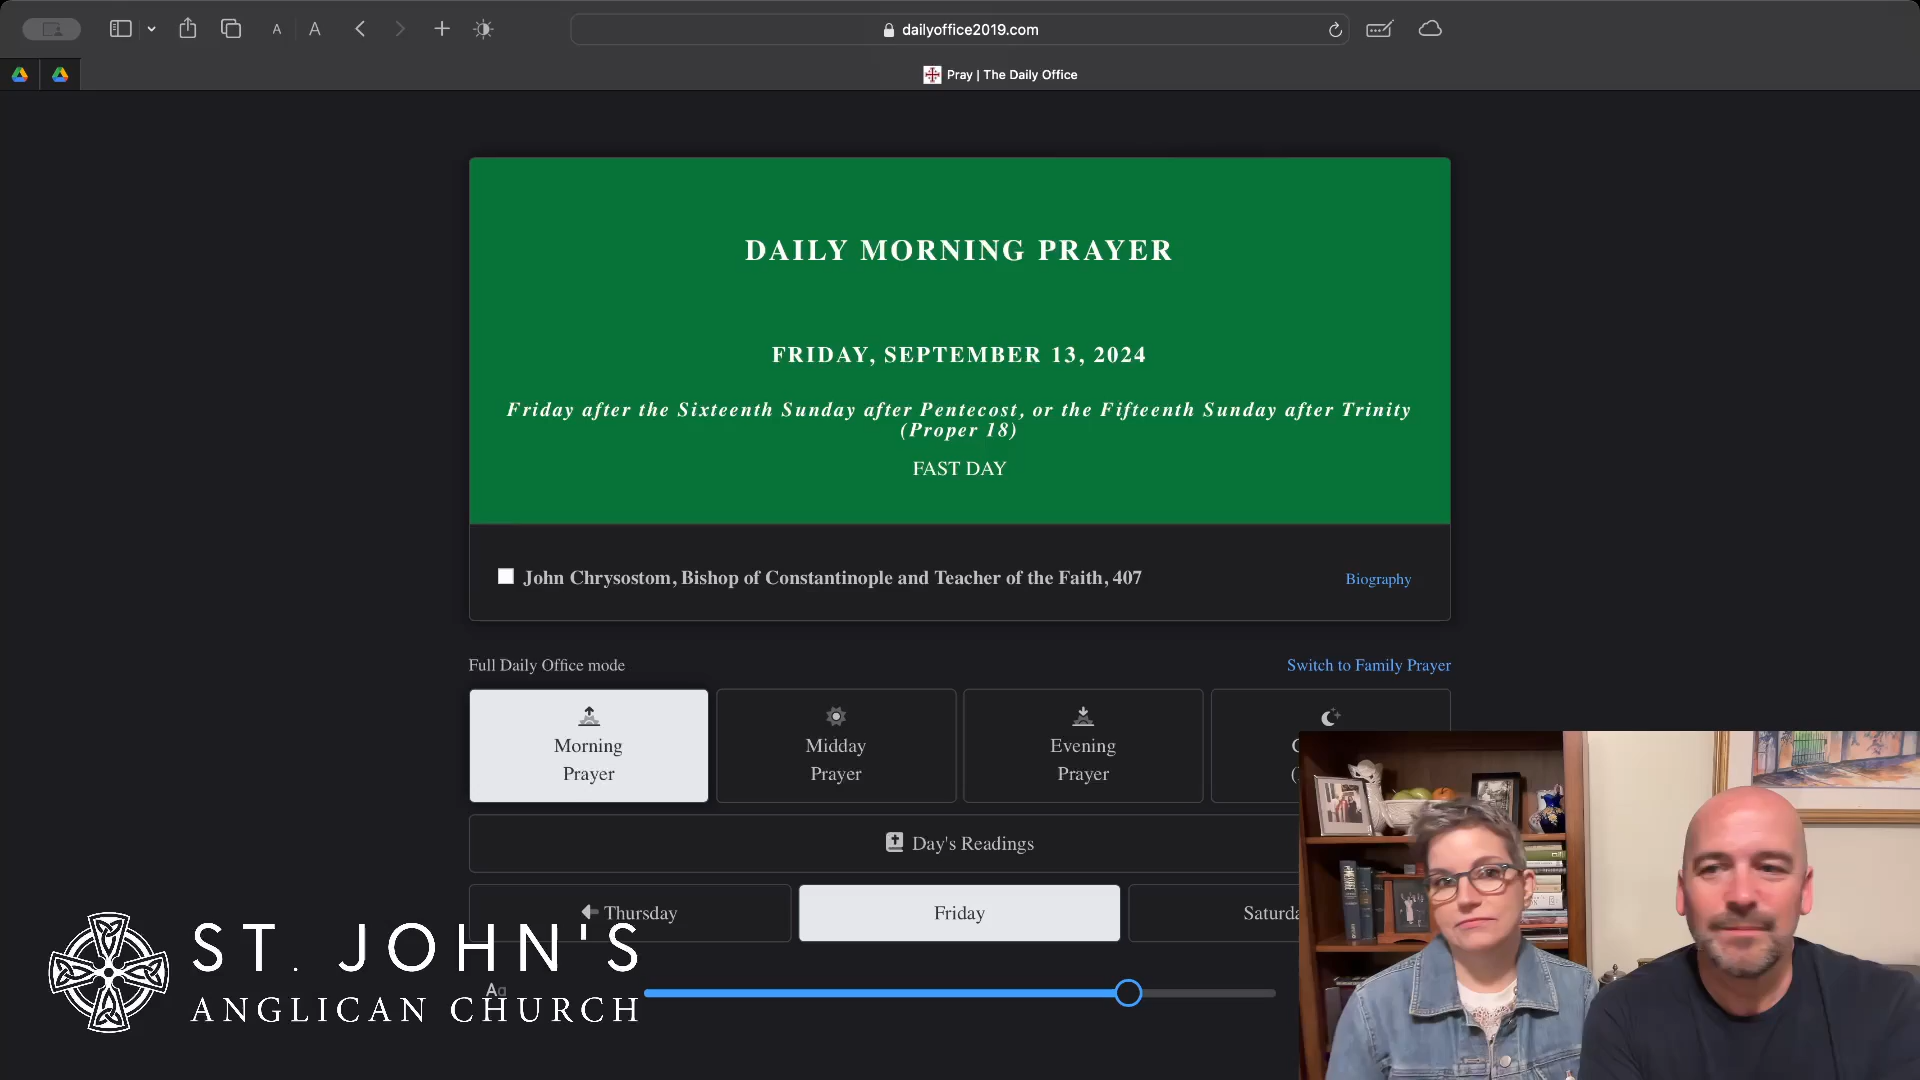 A
A
dailyoffice2019.com
Pray | The Daily Office
DAILY MORNING PRAYER
FRIDAY, SEPTEMBER 13, 2024
Friday after the Sixteenth Sunday after Pentecost, or the Fifteenth Sunday after Trinity
(Proper 18)
FAST DAY
John Chrysostom, Bishop of Constantinople and Teacher of the Faith, 407
Biography
Full Daily Office mode
Switch to Family Prayer
Morning
Prayer
Midday
Prayer
Evening
Prayer
Day's Readings
Thursday
Friday
Saturda
ST. JOHN'S
ANGLICAN CHURCH
Aa